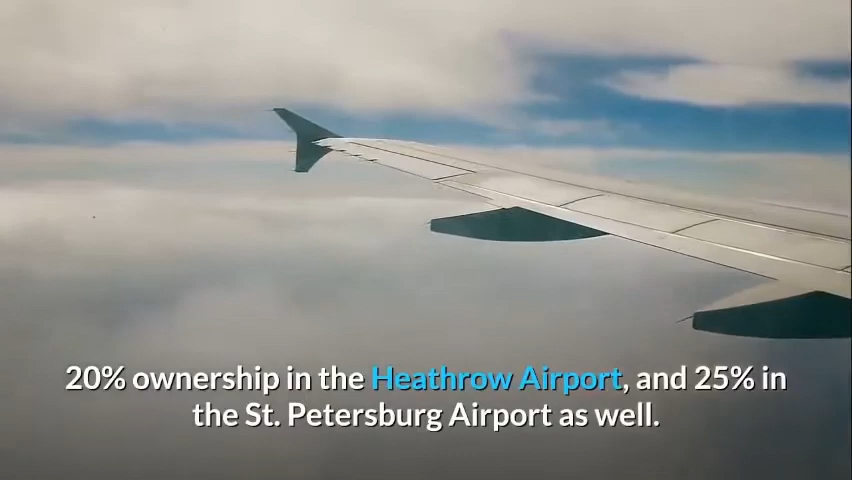 20% ownership in the Heathrow Airport, and 25% in
the St. Petersburg Airport as well.